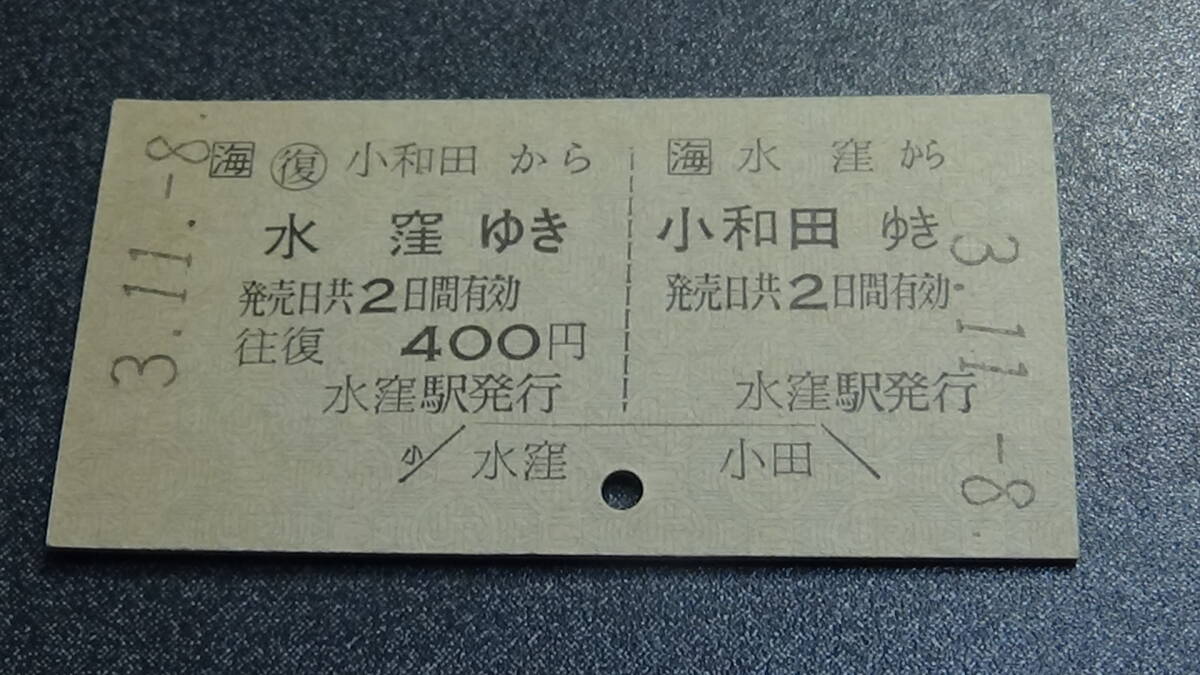 3.11.-8.
海 復 小和田 から
水 窪 ゆき
発売日共2日間有効
往復 400円
水窪駅発行
小 水窪
海 水 窪 から
小和田 ゆき
発売日共2日間有効
水窪駅発行
小田
3.11.-8.